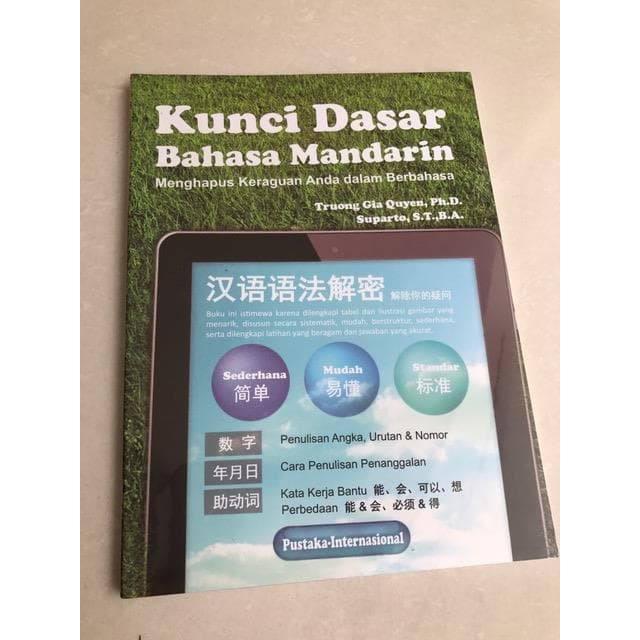 Kunci Dasar
Bahasa Mandarin
Menghapus Keraguan Anda dalam Berbahasa
Truong Gia Quyen, Ph.D.
Suparto, S.T.,B.A.
汉语语法解密 解除你的疑问
Buku ini istimewa karena dilengkapi tabel dan ilustrasi gambar yang
menarik, disusun secara sistematik, mudah, berstruktur, sederhana,
serta dilengkapi latihan yang beragam dan jawaban yang akurat.
Sederhana
简单
Mudah
易懂
Standar
标准
数字 Penulisan Angka, Urutan & Nomor
年月日 Cara Penulisan Penanggalan
助动词 Kata Kerja Bantu 能、会、可以、想
Perbedaan 能 & 会、必须 & 得
Pustaka-Internasional